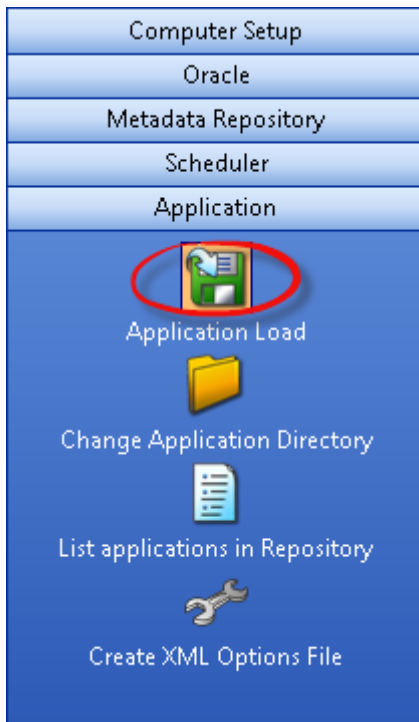 Computer Setup
Oracle
Metadata Repository
Scheduler
Application
Application Load
Change Application Directory
List applications in Repository
Create XML Options File